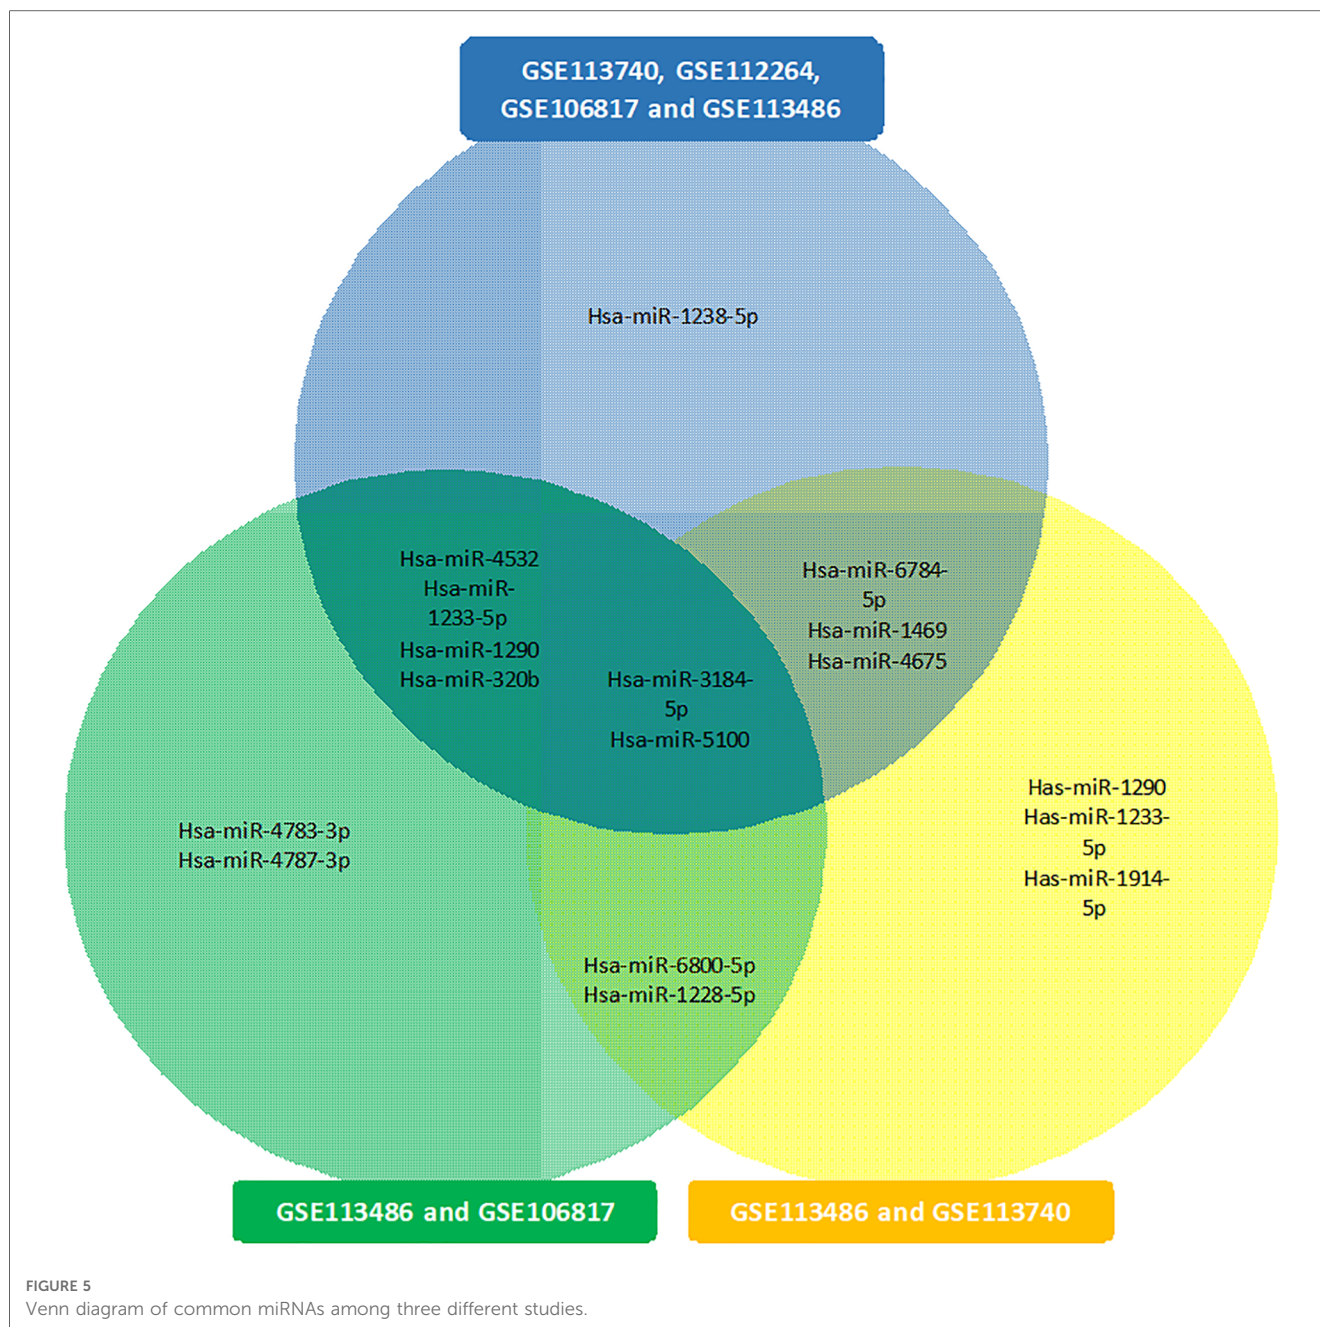 GSE113740, GSE112264,
GSE106817 and GSE113486
Hsa-miR-1238-5p
Hsa-miR-4532
Hsa-miR-
1233-5p
Hsa-miR-1290
Hsa-miR-320b
Hsa-miR-3184-
5p
Hsa-miR-5100
Hsa-miR-6784-
5p
Hsa-miR-1469
Hsa-miR-4675
Hsa-miR-4783-3p
Hsa-miR-4787-3p
Has-miR-1290
Has-miR-1233-
5p
Has-miR-1914-
5p
Hsa-miR-6800-5p
Hsa-miR-1228-5p
GSE113486 and GSE106817
GSE113486 and GSE113740
FIGURE 5
Venn diagram of common miRNAs among three different studies.